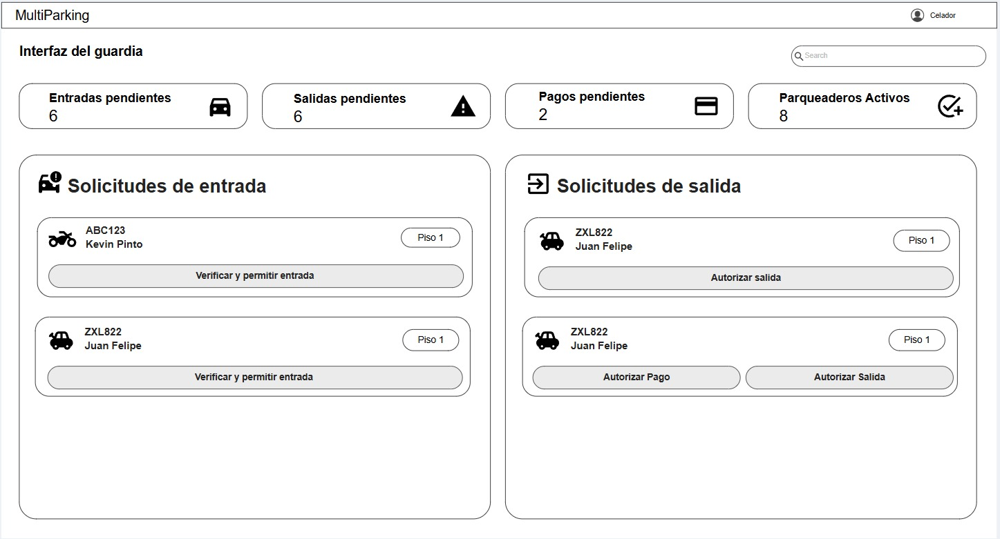 MultiParking
Celador
Interfaz del guardia
Search
Entradas pendientes
6
Salidas pendientes
6
Pagos pendientes
2
Parqueaderos Activos
8
Solicitudes de entrada
ABC123
Kevin Pinto
Piso 1
Verificar y permitir entrada
ZXL822
Juan Felipe
Piso 1
Verificar y permitir entrada
Solicitudes de salida
ZXL822
Juan Felipe
Piso 1
Autorizar salida
ZXL822
Juan Felipe
Piso 1
Autorizar Pago
Autorizar Salida